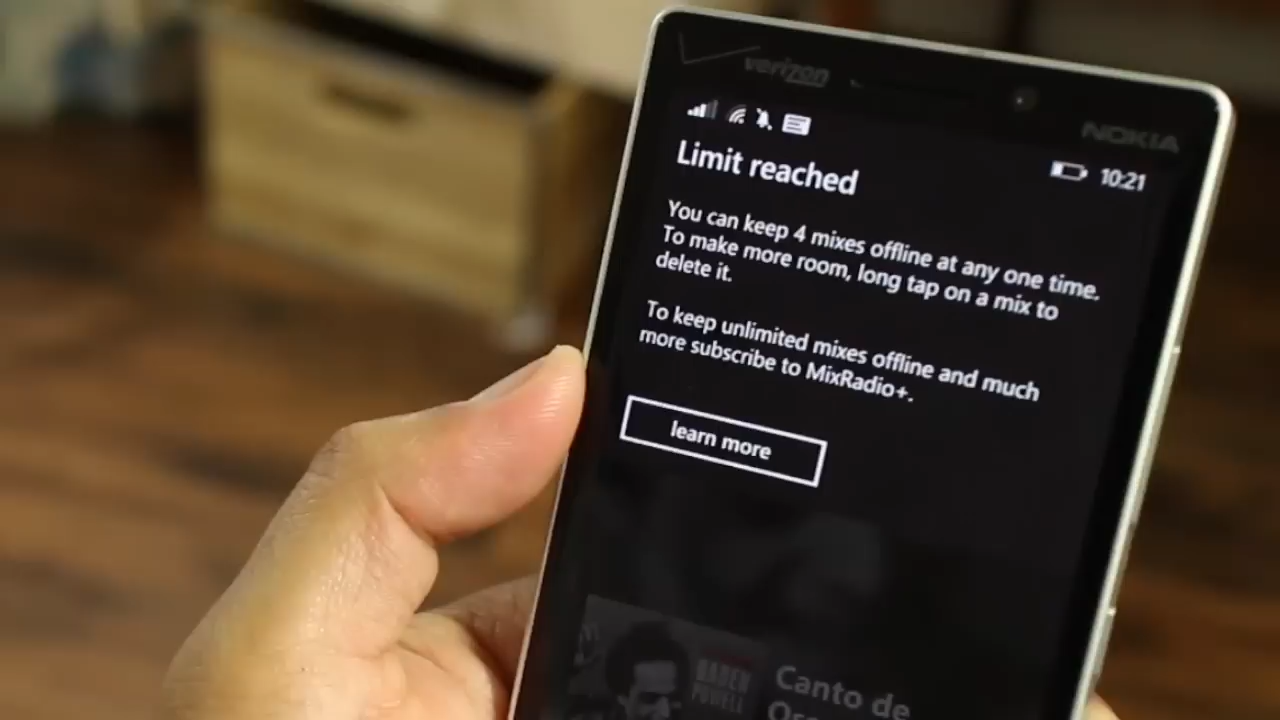 verizon
NOKIA
10:21
Limit reached
You can keep 4 mixes offline at any one time.
To make more room, long tap on a mix to
delete it.
To keep unlimited mixes offline and much
more subscribe to MixRadio+.
learn more
BADEN
POWELL
Canto de